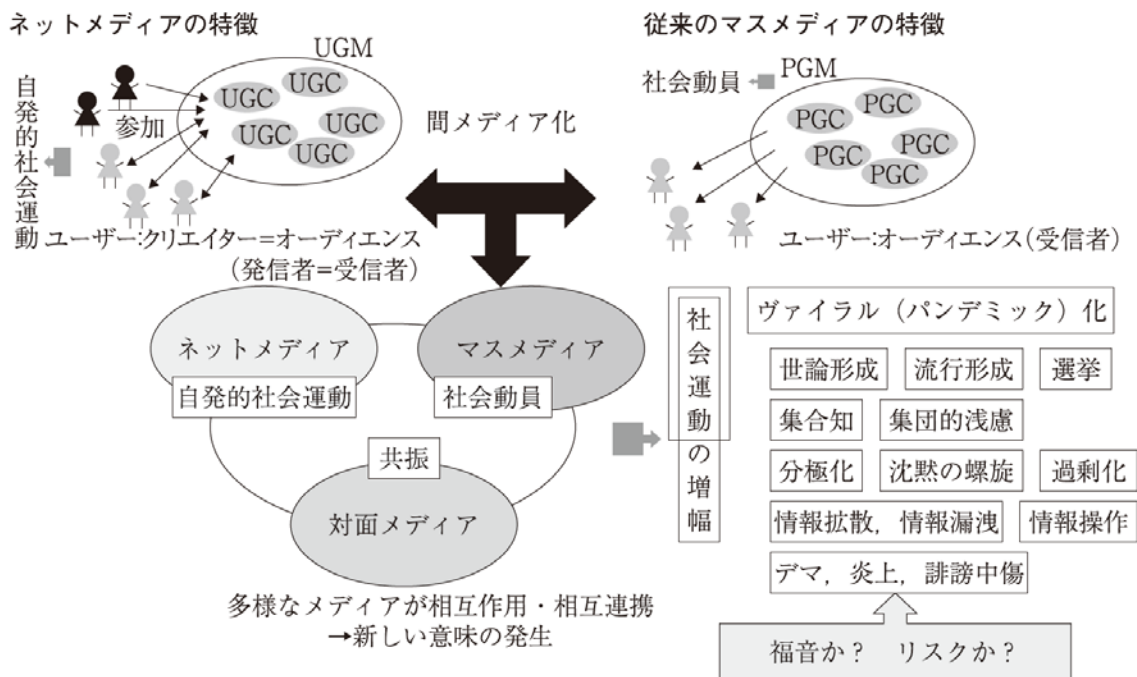 ネットメディアの特徴
UGM
UGC
UGC
UGC
UGC
UGC
自発的社会運動
参加
ユーザー:クリエイター=オーディエンス
(発信者=受信者)
間メディア化
従来のマスメディアの特徴
社会動員
PGM
PGC
PGC
PGC
PGC
PGC
ユーザー:オーディエンス(受信者)
ネットメディア
自発的社会運動
マスメディア
社会動員
共振
対面メディア
多様なメディアが相互作用・相互連携
→新しい意味の発生
社会運動の増幅
ヴァイラル(パンデミック)化
世論形成
流行形成
選挙
集合知
集団的浅慮
分極化
沈黙の螺旋
過剰化
情報拡散,情報漏洩
情報操作
デマ,炎上,誹謗中傷
福音か? リスクか?